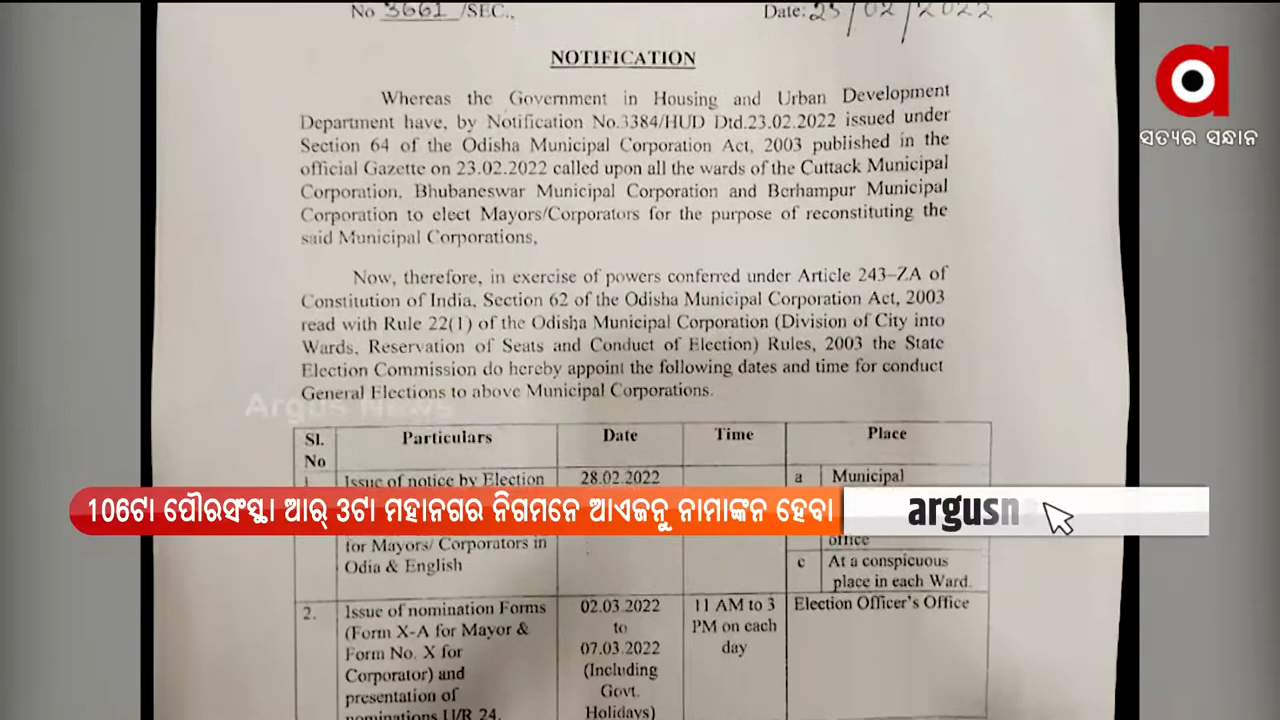 No 3661 /SEC., Date: 25/02/2022
NOTIFICATION
Whereas the Government in Housing and Urban Development
Department have, by Notification No.3384/HUD Dtd.23.02.2022 issued under
Section 64 of the Odisha Municipal Corporation Act, 2003 published in the
official Gazette on 23.02.2022 called upon all the wards of the Cuttack Municipal
Corporation, Bhubaneswar Municipal Corporation and Berhampur Municipal
Corporation to elect Mayors/Corporators for the purpose of reconstituting the
said Municipal Corporations,
Now, therefore, in exercise of powers conferred under Article 243-ZA of
Constitution of India, Section 62 of the Odisha Municipal Corporation Act, 2003
read with Rule 22(1) of the Odisha Municipal Corporation (Division of City into
Wards, Reservation of Seats and Conduct of Election) Rules, 2003 the State
Election Commission do hereby appoint the following dates and time for conduct
General Elections to above Municipal Corporations.
Argus News
Sl. No Particulars Date Time Place
1 Issue of notice by Election 28.02.2022 a Municipal
office
for Mayors/ Corporators in
Odia & English
c At a conspicuous
place in each Ward.
2. Issue of nomination Forms 02.03.2022 11 AM to 3 Election Officer's Office
(Form X-A for Mayor & to PM on each
Form No. X for 07.03.2022 day
Corporator) and (Including
presentation of Govt.
nominations U/R 24. Holidays)
ସତ୍ୟର ସନ୍ଧାନ
106ଟା ପୌରସଂସ୍ଥା ଆର୍ 3ଟା ମହାନଗର ନିଗମନେ ଆଏଜନୁ ନାମାଙ୍କନ ହେବା
argusn